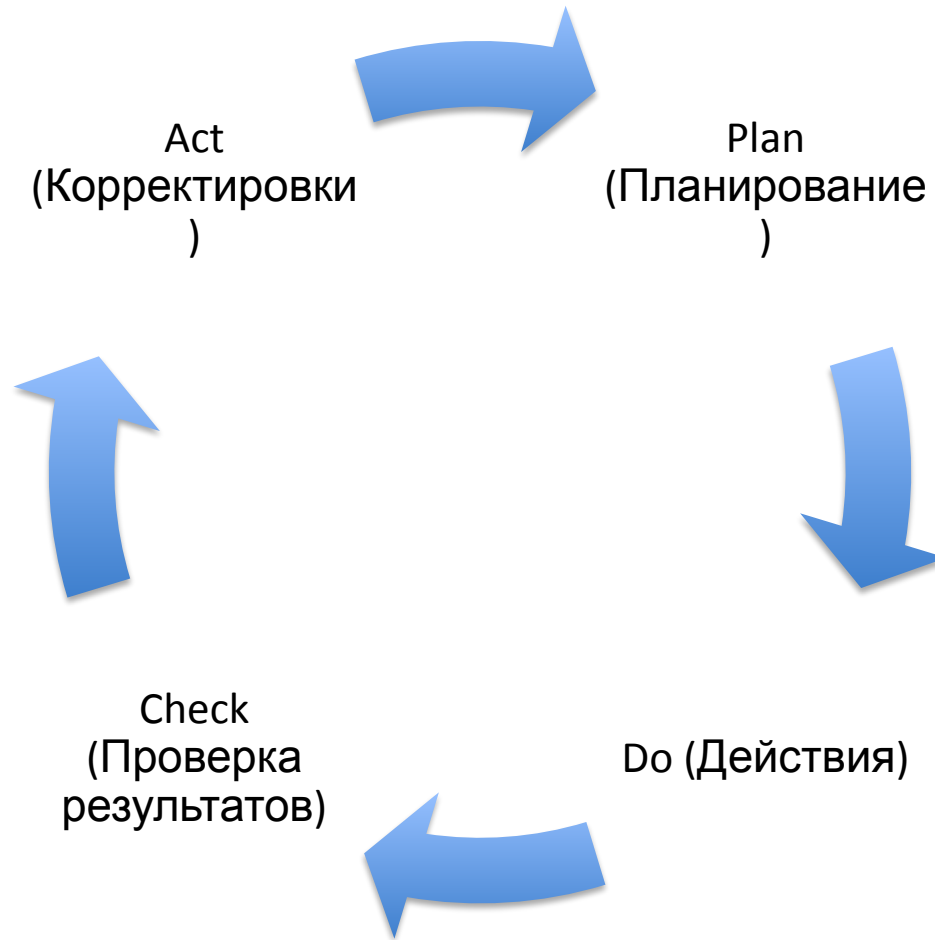 Act
(Корректировки
)
Plan
(Планирование
)
Check
(Проверка
результатов)
Do (Действия)